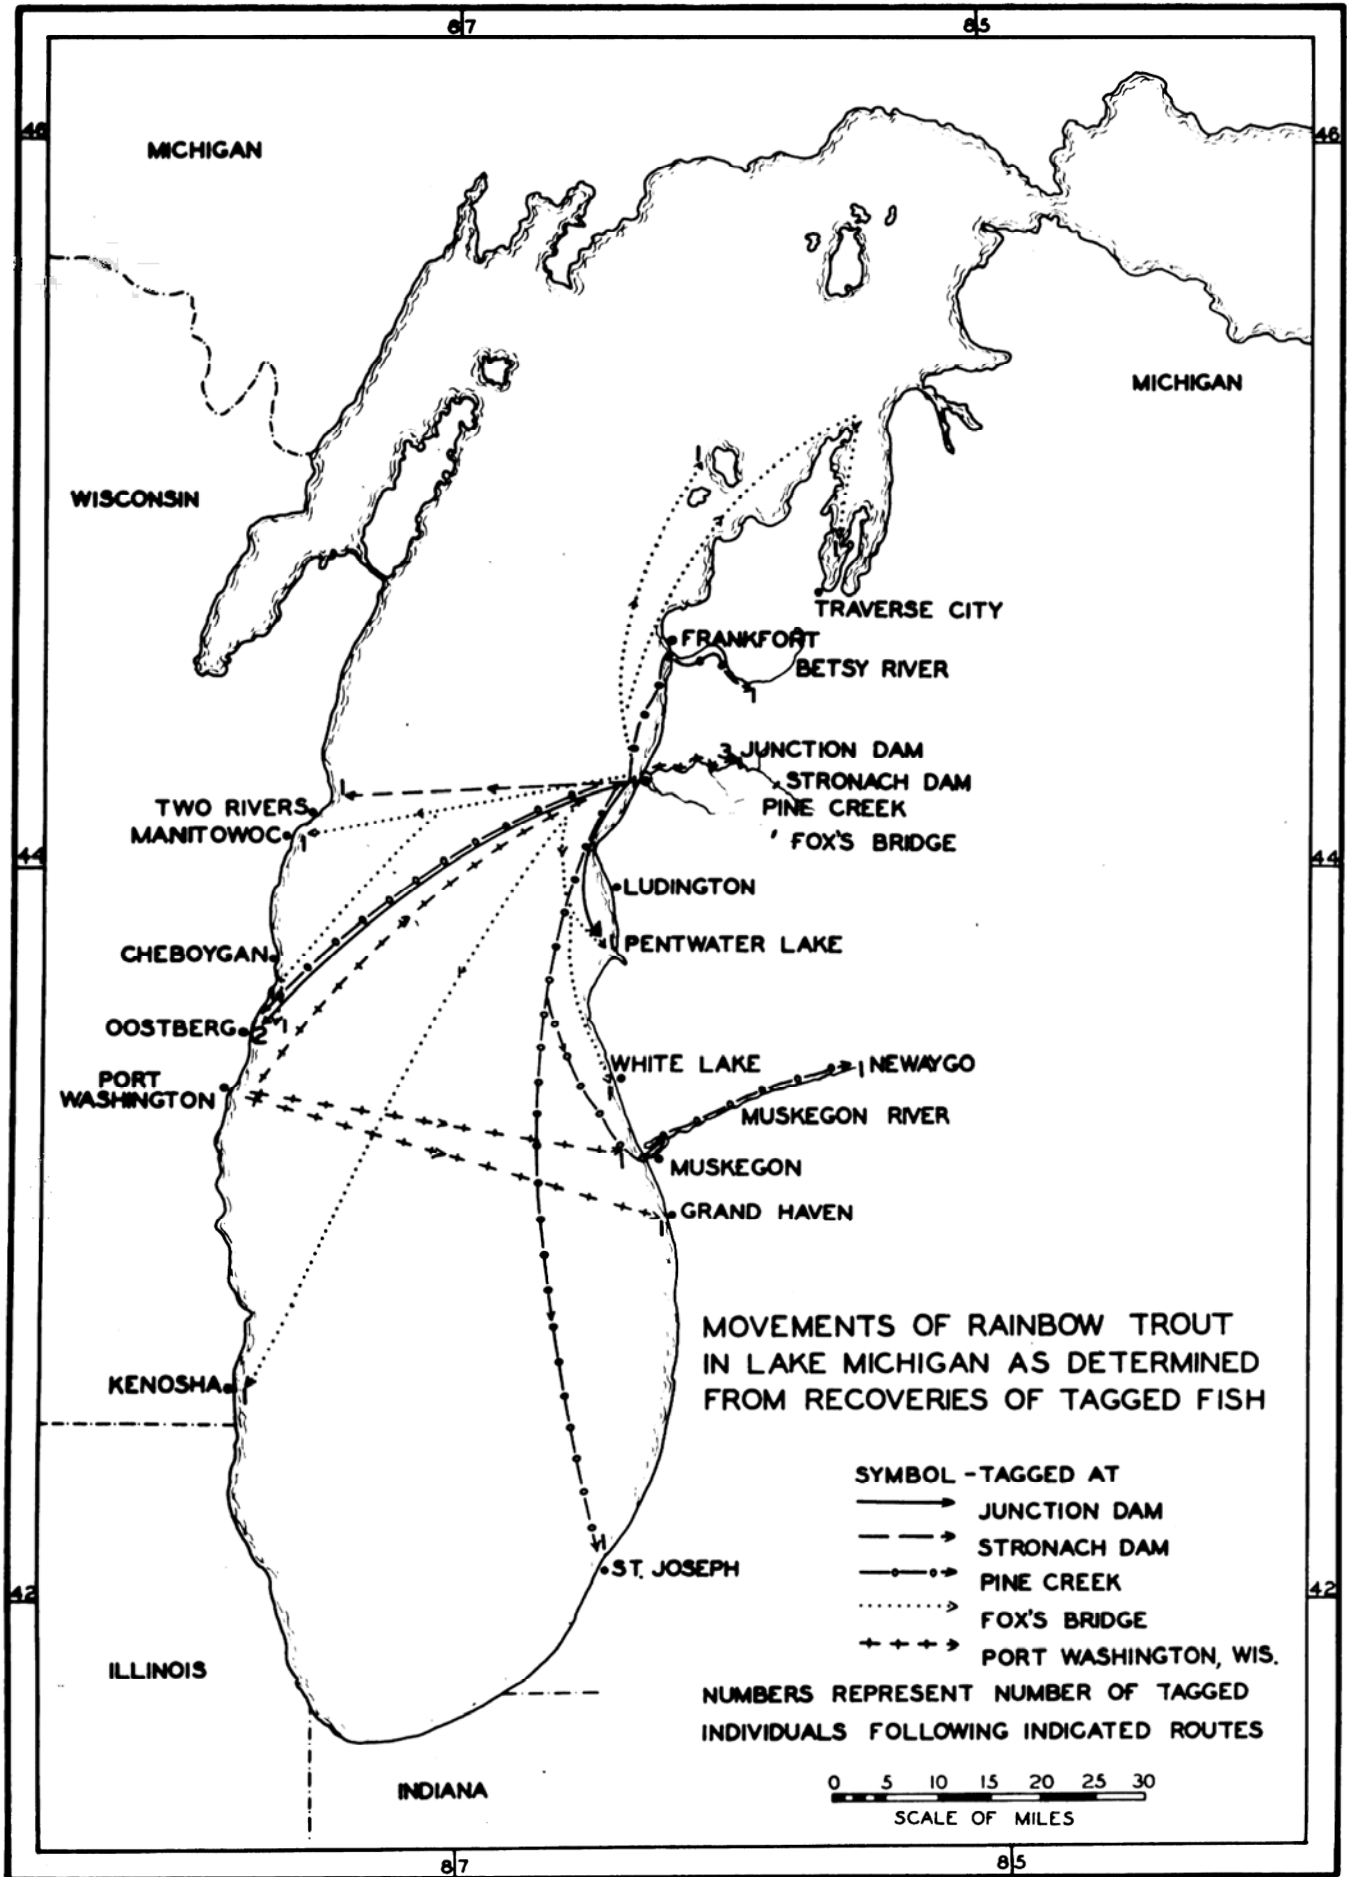 87 85
46 46
MICHIGAN
MICHIGAN
WISCONSIN
1
TRAVERSE CITY
FRANKFORT
BETSY RIVER
1
3 JUNCTION DAM
STRONACH DAM
PINE CREEK
FOX'S BRIDGE
1
TWO RIVERS
MANITOWOC
1
44 44
LUDINGTON
PENTWATER LAKE
CHEBOYGAN
OOSTBERG
2 1
WHITE LAKE
1
1 NEWAYGO
PORT
WASHINGTON
MUSKEGON RIVER
1
MUSKEGON
GRAND HAVEN
1
KENOSHA
1
MOVEMENTS OF RAINBOW TROUT
IN LAKE MICHIGAN AS DETERMINED
FROM RECOVERIES OF TAGGED FISH
SYMBOL - TAGGED AT
JUNCTION DAM
STRONACH DAM
PINE CREEK
FOX'S BRIDGE
PORT WASHINGTON, WIS.
1
ST. JOSEPH
42 42
ILLINOIS
NUMBERS REPRESENT NUMBER OF TAGGED
INDIVIDUALS FOLLOWING INDICATED ROUTES
INDIANA
0 5 10 15 20 25 30
SCALE OF MILES
87 85